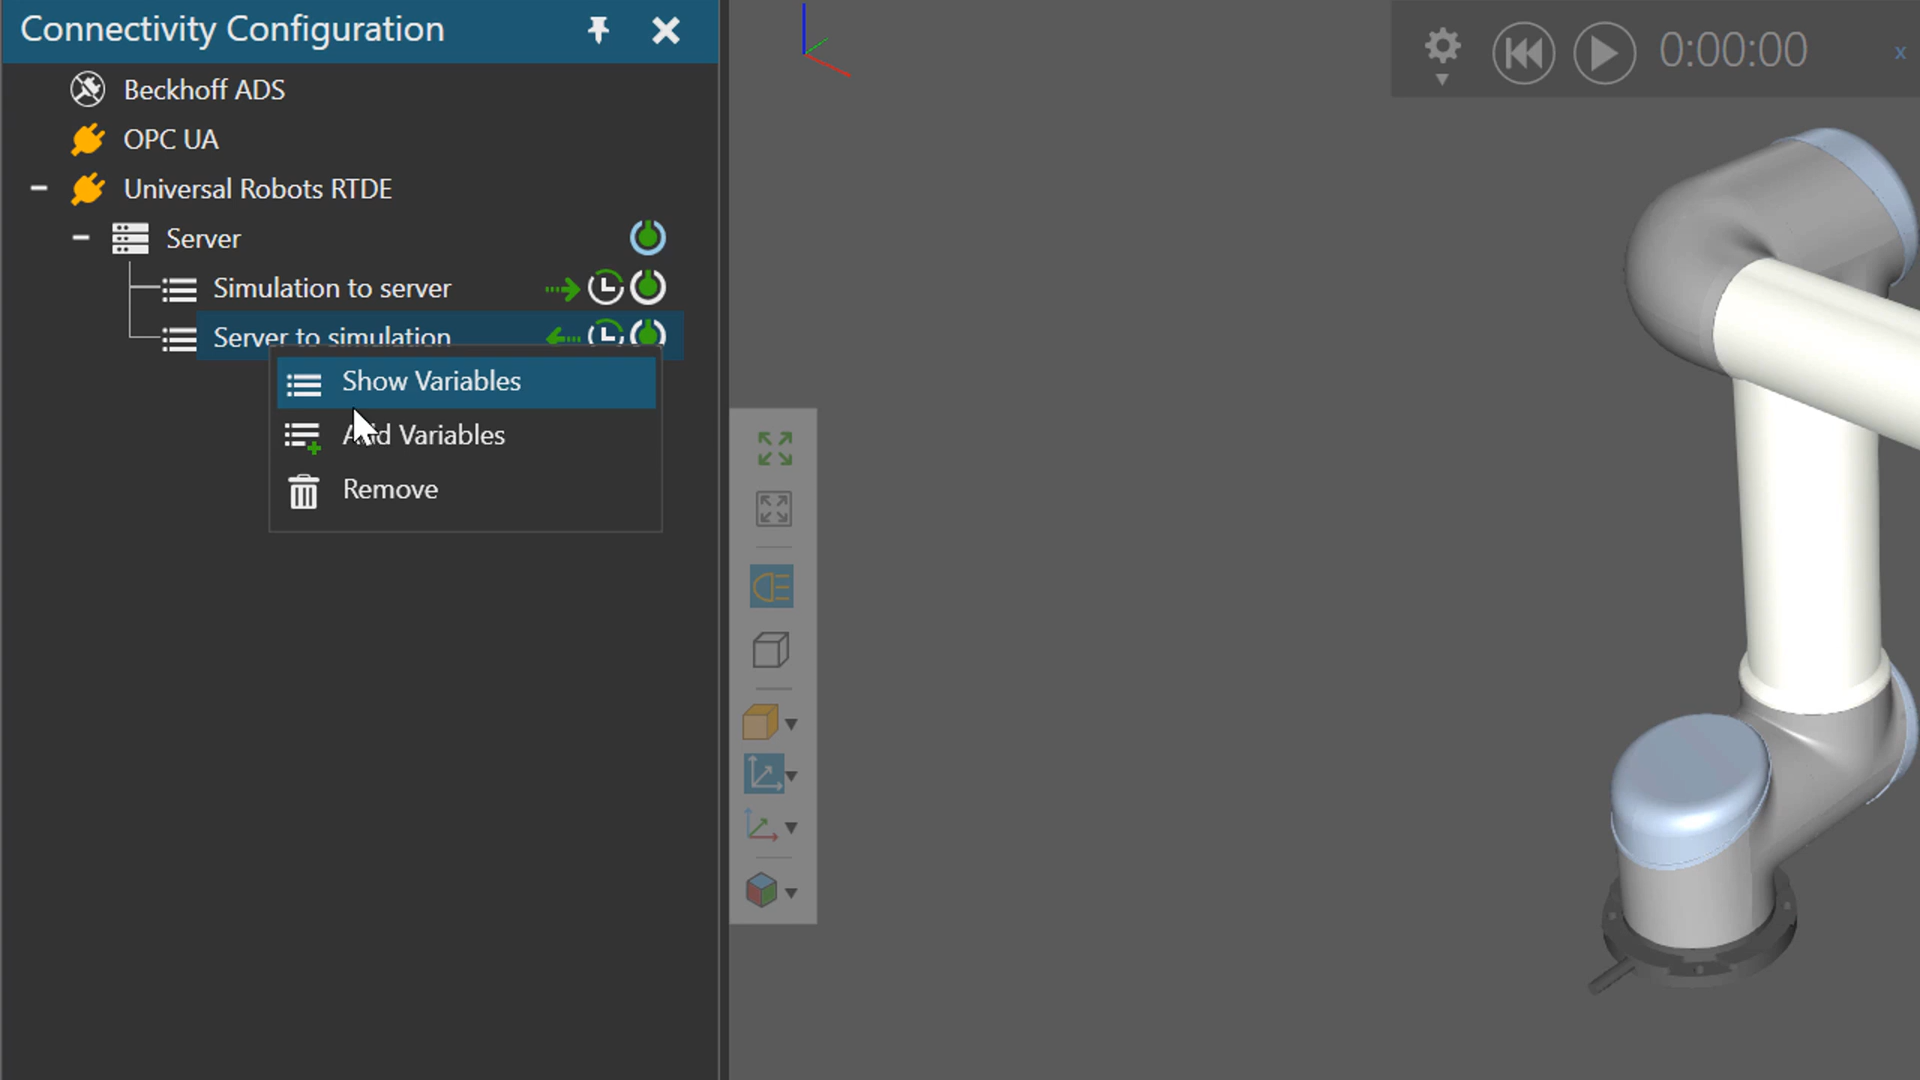 Connectivity Configuration
0:00:00
x
Beckhoff ADS
OPC UA
Universal Robots RTDE
Server
Simulation to server
Server to simulation
Show Variables
Add Variables
Remove